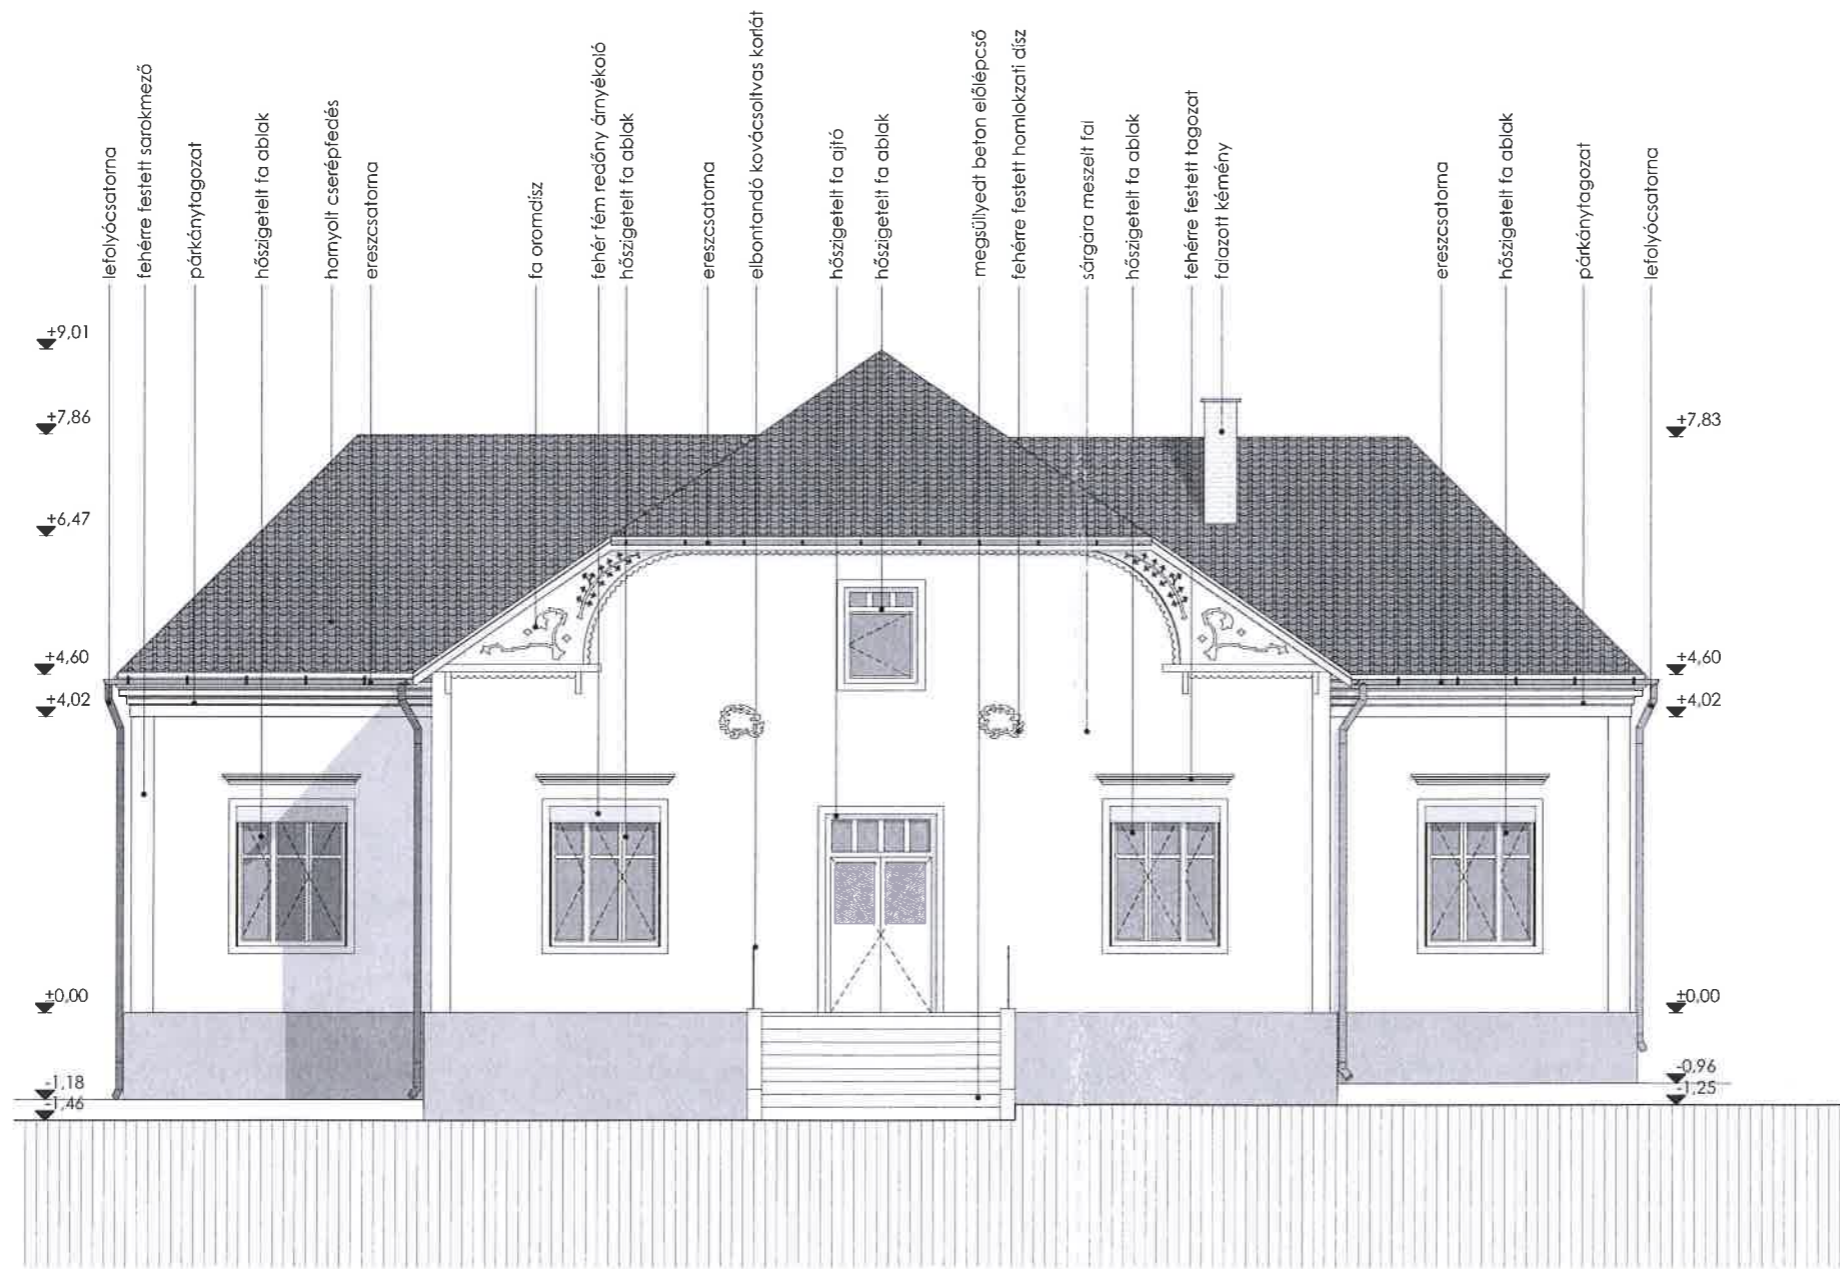 lefolyócsatorna
fehérre festett sarokmező
párkánytagozat
hőszigetelt fa ablak
hornyolt cserépfedés
ereszcsatorna
fa oromdísz
fehér fém redőny árnyékoló
hőszigetelt fa ablak
ereszcsatorna
elbontandó kovácsoltvas korlát
hőszigetelt fa ajtó
hőszigetelt fa ablak
megsüllyedt beton előlépcső
fehérre festett homlokzati dísz
sárgára meszelt fal
hőszigetelt fa ablak
fehérre festett tagozat
falazott kémény
ereszcsatorna
hőszigetelt fa ablak
párkánytagozat
lefolyócsatorna
+9,01
+7,86
+6,47
+4,60
+4,02
±0,00
-1,18
-1,46
+7,83
+4,60
+4,02
±0,00
-0,96
-1,25